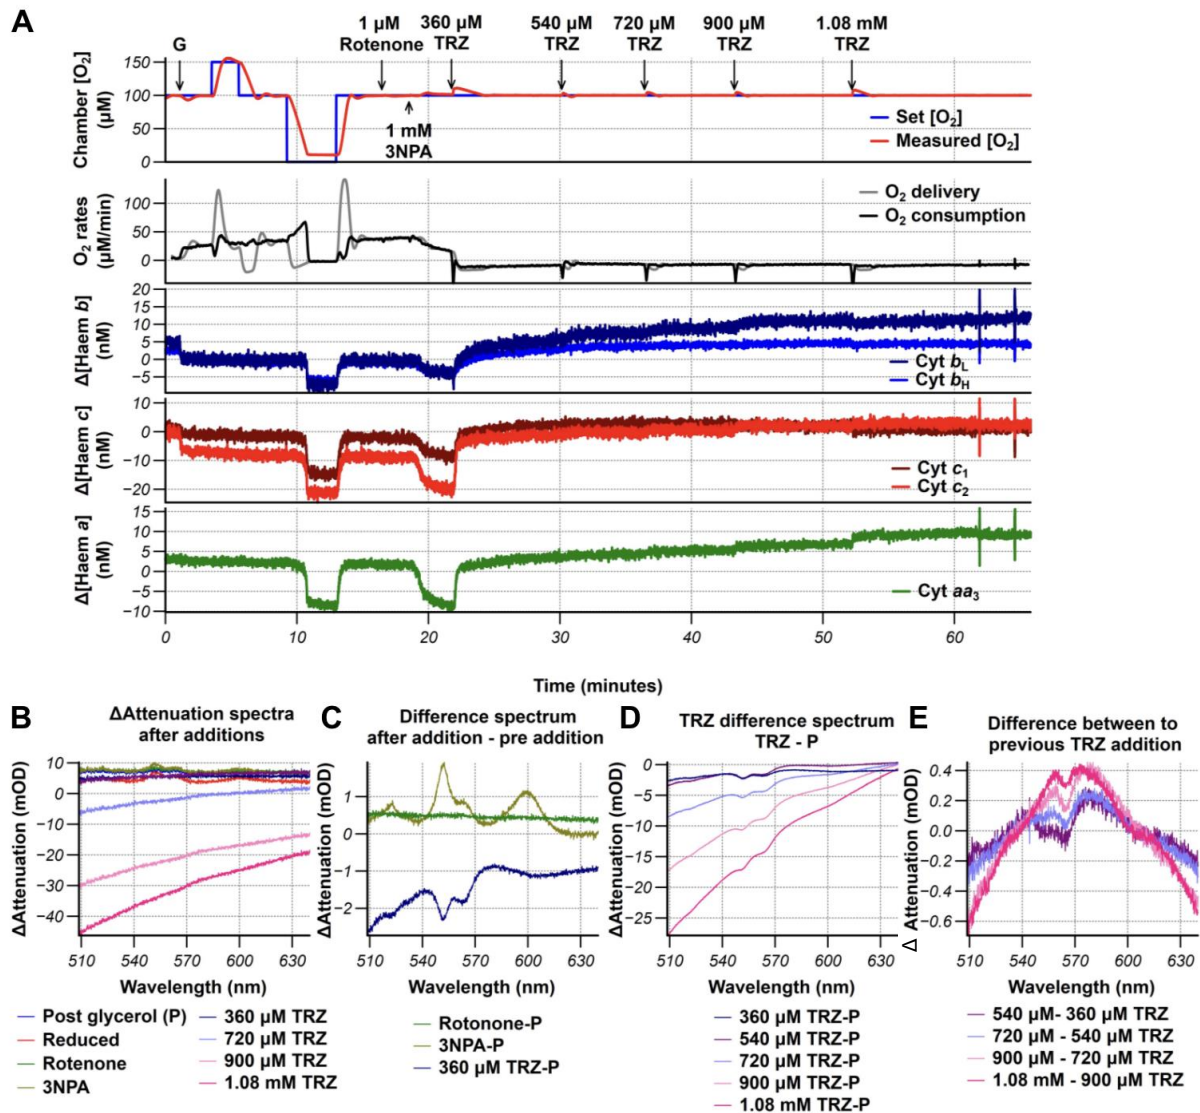 A
G
1 µM
Rotenone
360 µM
TRZ
540 µM
TRZ
720 µM
TRZ
900 µM
TRZ
1.08 mM
TRZ
Chamber [O₂]
(µM)
150
100
50
0
1 mM
3NPA
Set [O₂]
Measured [O₂]
O₂ rates
(µM/min)
100
50
0
O₂ delivery
O₂ consumption
Δ[Haem b]
(nM)
20
15
10
5
0
−5
Cyt b_L
Cyt b_H
Δ[Haem c]
(nM)
10
0
−10
−20
Cyt c₁
Cyt c₂
Δ[Haem a]
(nM)
15
10
5
0
−5
−10
Cyt aa₃
0 10 20 30 40 50 60
Time (minutes)
B
ΔAttenuation spectra
after additions
ΔAttenuation (mOD)
10
0
−10
−20
−30
−40
510 540 570 600 630
Wavelength (nm)
Post glycerol (P)
Reduced
Rotenone
3NPA
360 µM TRZ
720 µM TRZ
900 µM TRZ
1.08 mM TRZ
C
Difference spectrum
after addition - pre addition
ΔAttenuation (mOD)
1
0
−1
−2
510 540 570 600 630
Wavelength (nm)
Rotonone-P
3NPA-P
360 µM TRZ-P
D
TRZ difference spectrum
TRZ - P
ΔAttenuation (mOD)
0
−5
−10
−15
−20
−25
510 540 570 600 630
Wavelength (nm)
360 µM TRZ-P
540 µM TRZ-P
720 µM TRZ-P
900 µM TRZ-P
1.08 mM TRZ-P
E
Difference between to
previous TRZ addition
Δ Attenuation (mOD)
0.4
0.2
0.0
−0.2
−0.4
−0.6
510 540 570 600 630
Wavelength (nm)
540 µM- 360 µM TRZ
720 µM - 540 µM TRZ
900 µM - 720 µM TRZ
1.08 mM - 900 µM TRZ